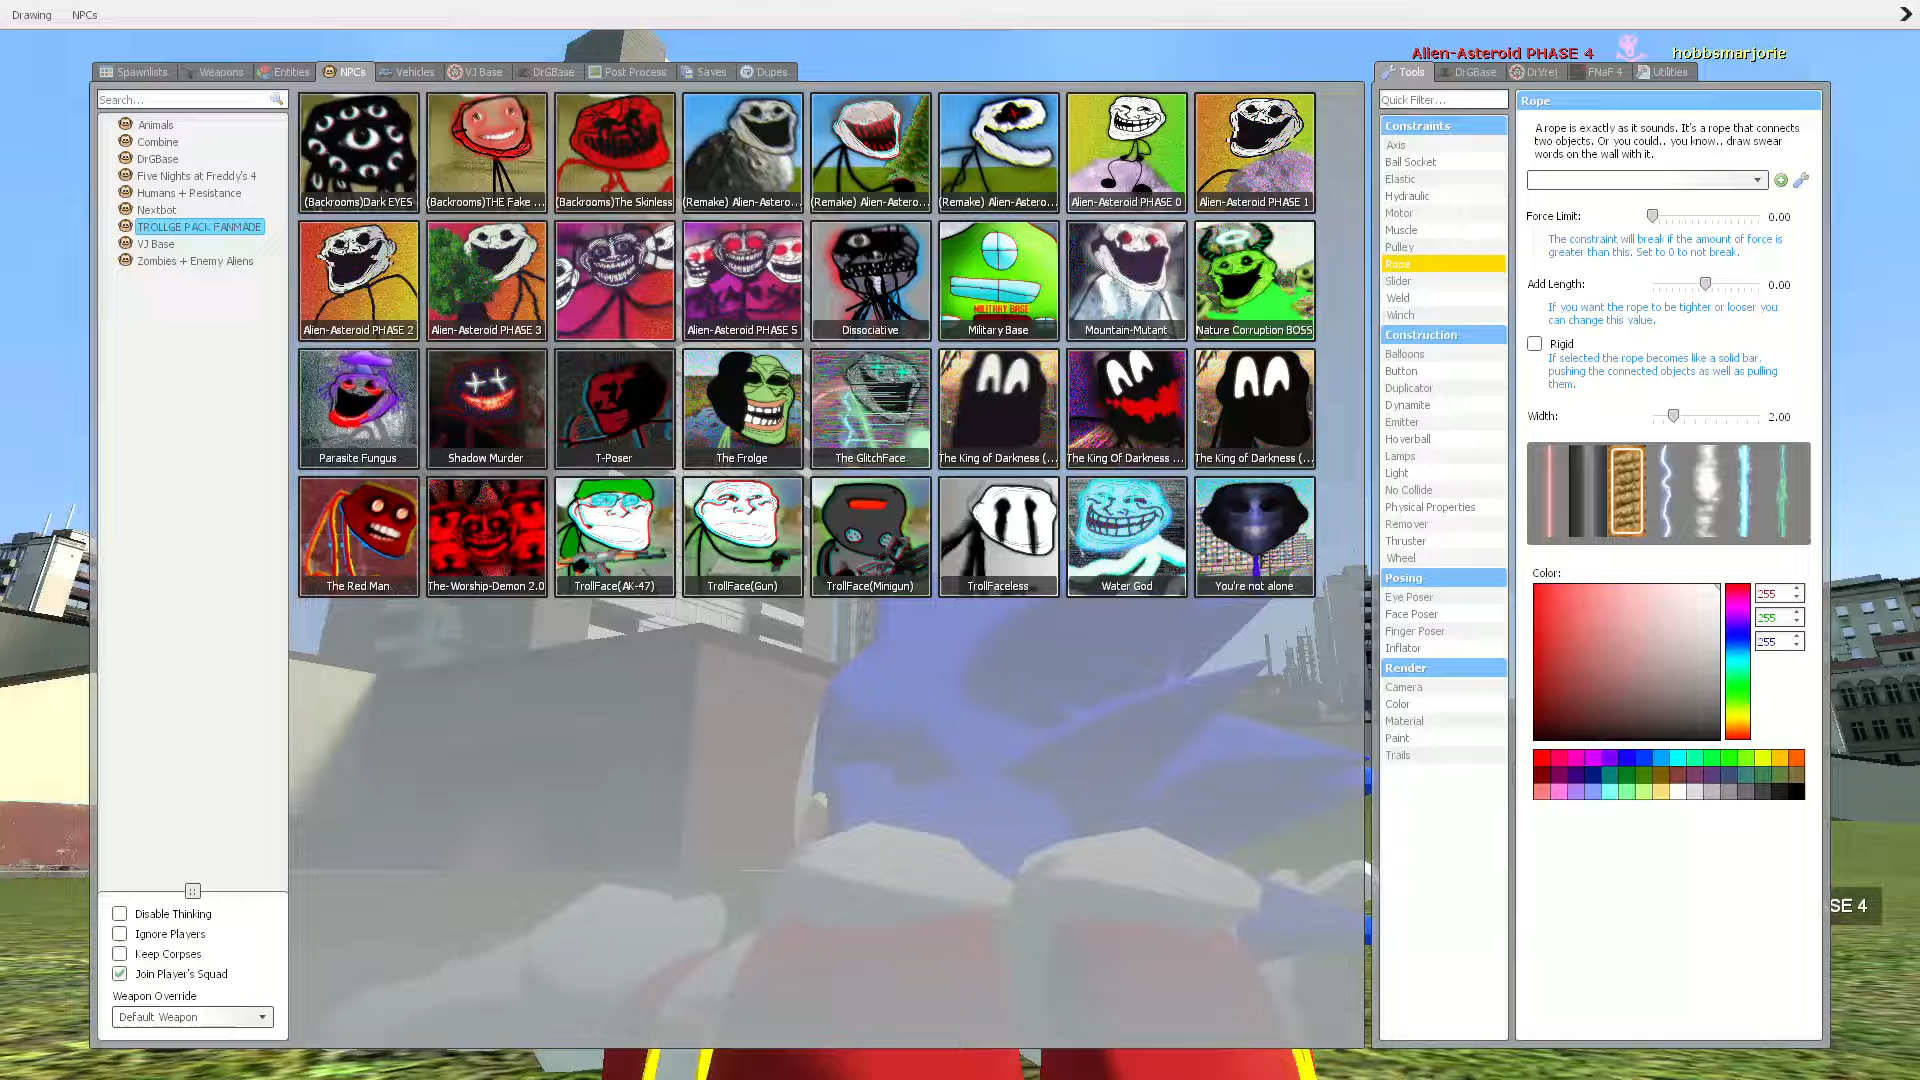 Drawing NPCs
Alien-Asteroid PHASE 4 hobbsmarjorie
Spawnlists Weapons Entities NPCs Vehicles VJ Base DrGBase Post Process Saves Dupes
Tools DrGBase DrVrej FNaF 4 Utilities
Search...
Animals
Combine
DrGBase
Five Nights at Freddy's 4
Humans + Resistance
Nextbot
TROLLGE PACK FANMADE
VJ Base
Zombies + Enemy Aliens
Disable Thinking
Ignore Players
Keep Corpses
Join Player's Squad
Weapon Override
Default Weapon
(Backrooms)Dark EYES (Backrooms)THE Fake ... (Backrooms)The Skinless (Remake) Alien-Astero... (Remake) Alien-Astero... (Remake) Alien-Astero... Alien-Asteroid PHASE 0 Alien-Asteroid PHASE 1
Alien-Asteroid PHASE 2 Alien-Asteroid PHASE 3 Alien-Asteroid PHASE 5 Dissociative MILITARY BASE Military Base Mountain-Mutant Nature Corruption BOSS
Parasite Fungus Shadow Murder T-Poser The Frolge The GlitchFace The King of Darkness (... The King Of Darkness ... The King of Darkness (...
The Red Man The-Worship-Demon 2.0 TrollFace(AK-47) TrollFace(Gun) TrollFace(Minigun) TrollFaceless Water God You're not alone
Quick Filter...
Constraints
Axis
Ball Socket
Elastic
Hydraulic
Motor
Muscle
Pulley
Rope
Slider
Weld
Winch
Construction
Balloons
Button
Duplicator
Dynamite
Emitter
Hoverball
Lamps
Light
No Collide
Physical Properties
Remover
Thruster
Wheel
Posing
Eye Poser
Face Poser
Finger Poser
Inflator
Render
Camera
Color
Material
Paint
Trails
Rope
A rope is exactly as it sounds. It's a rope that connects
two objects. Or you could.. you know.. draw swear
words on the wall with it.
Force Limit: 0.00
The constraint will break if the amount of force is
greater than this. Set to 0 to not break.
Add Length: 0.00
If you want the rope to be tighter or looser you
can change this value.
Rigid
If selected the rope becomes like a solid bar,
pushing the connected objects as well as pulling
them.
Width: 2.00
Color:
255
255
255
SE 4